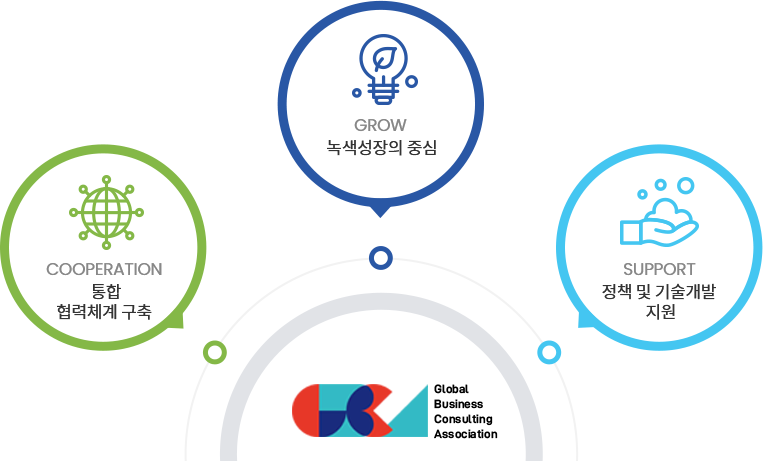 GROW
녹색성장의 중심
COOPERATION
통합
협력체계 구축
SUPPORT
정책 및 기술개발
지원
Global
Business
Consulting
Association